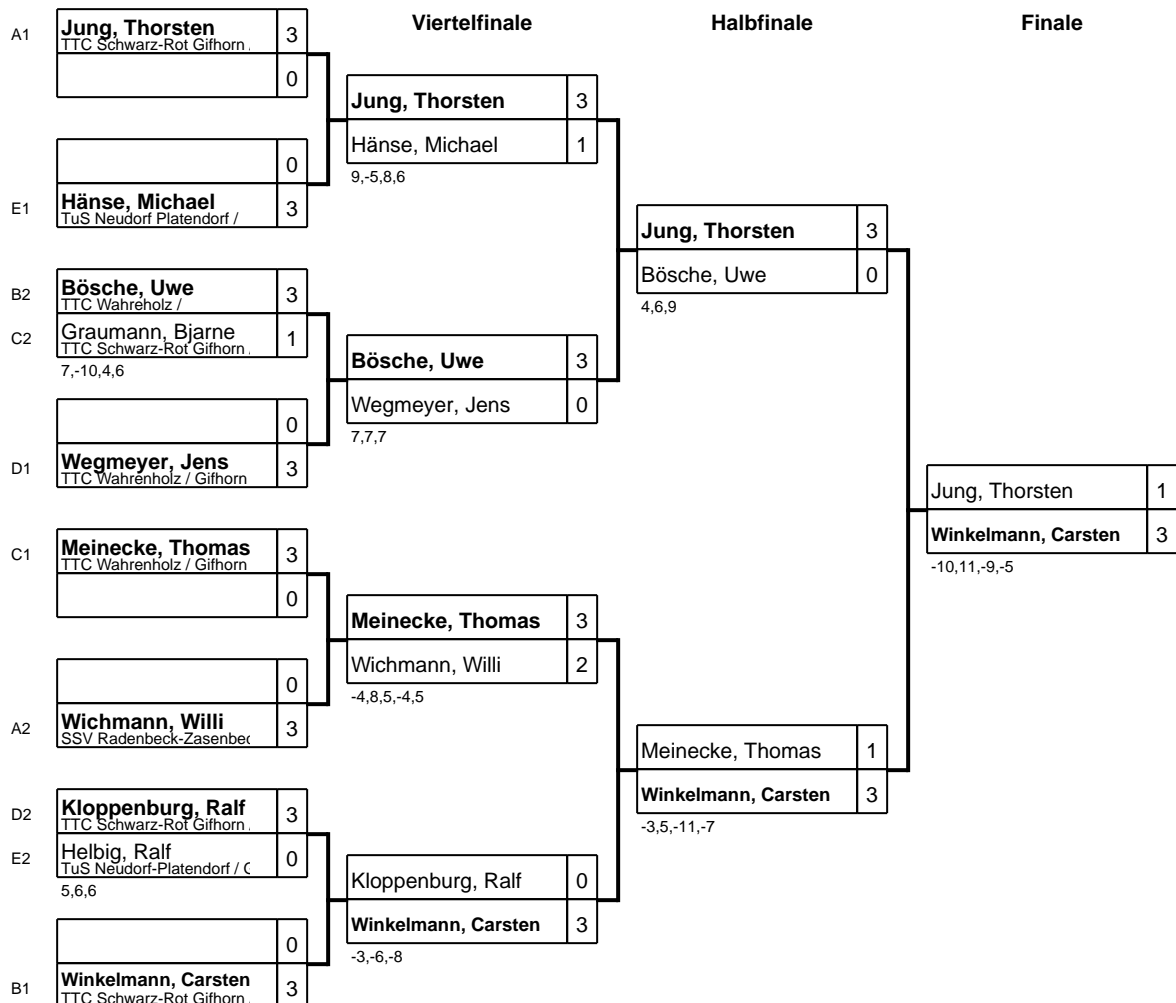 Viertelfinale
Halbfinale
Finale
A1
Jung, Thorsten
TTC Schwarz-Rot Gifhorn /
3
0
0
E1
Hänse, Michael
TuS Neudorf Platendorf /
3
B2
Bösche, Uwe
TTC Wahreholz /
3
C2
Graumann, Bjarne
TTC Schwarz-Rot Gifhorn /
1
7,-10,4,6
0
D1
Wegmeyer, Jens
TTC Wahrenholz / Gifhorn
3
C1
Meinecke, Thomas
TTC Wahrenholz / Gifhorn
3
0
0
A2
Wichmann, Willi
SSV Radenbeck-Zasenbec
3
D2
Kloppenburg, Ralf
TTC Schwarz-Rot Gifhorn /
3
E2
Helbig, Ralf
TuS Neudorf-Platendorf /
0
5,6,6
0
B1
Winkelmann, Carsten
TTC Schwarz-Rot Gifhorn /
3
Jung, Thorsten
3
Hänse, Michael
1
9,-5,8,6
Bösche, Uwe
3
Wegmeyer, Jens
0
7,7,7
Meinecke, Thomas
3
Wichmann, Willi
2
-4,8,5,-4,5
Kloppenburg, Ralf
0
Winkelmann, Carsten
3
-3,-6,-8
Jung, Thorsten
3
Bösche, Uwe
0
4,6,9
Meinecke, Thomas
1
Winkelmann, Carsten
3
-3,5,-11,-7
Jung, Thorsten
1
Winkelmann, Carsten
3
-10,11,-9,-5